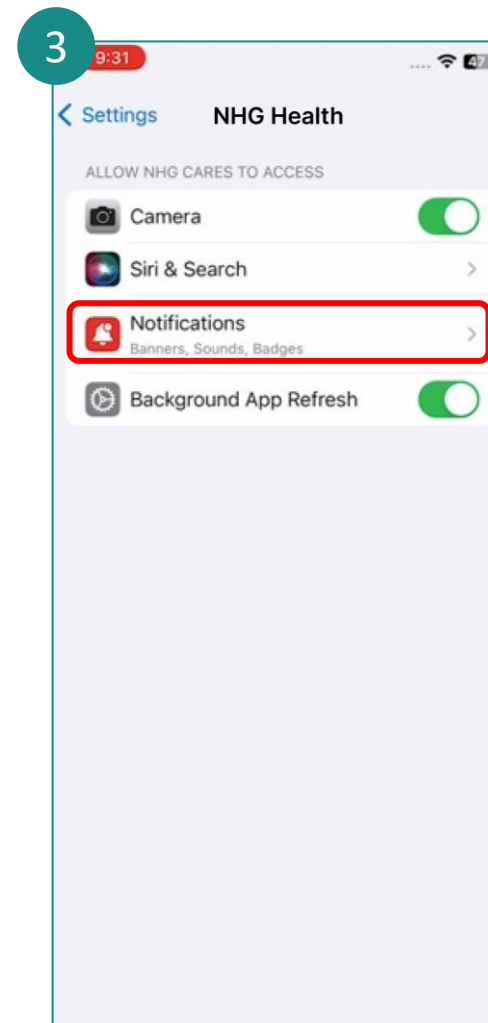 3
9:31
47
Settings
NHG Health
ALLOW NHG CARES TO ACCESS
Camera
Siri & Search
Notifications
Banners, Sounds, Badges
Background App Refresh